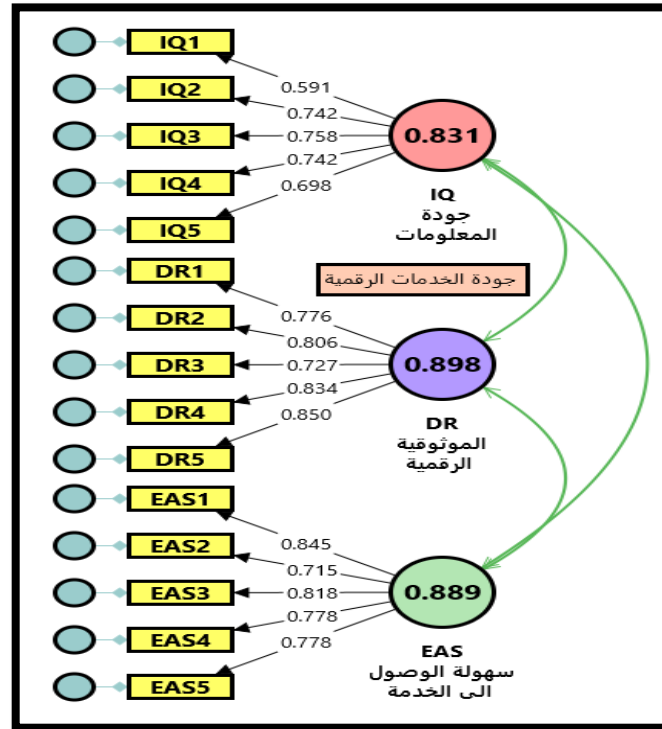 IQ1
0.591
IQ2
0.742
IQ3
0.758
0.831
IQ4
0.742
0.698
IQ5
IQ
جودة
المعلومات
DR1
جودة الخدمات الرقمية
0.776
DR2
0.806
DR3
0.727
0.898
DR4
0.834
0.850
DR5
DR
الموثوقية
الرقمية
EAS1
0.845
EAS2
0.715
EAS3
0.818
0.889
EAS4
0.778
0.778
EAS5
EAS
سهولة الوصول
الى الخدمة